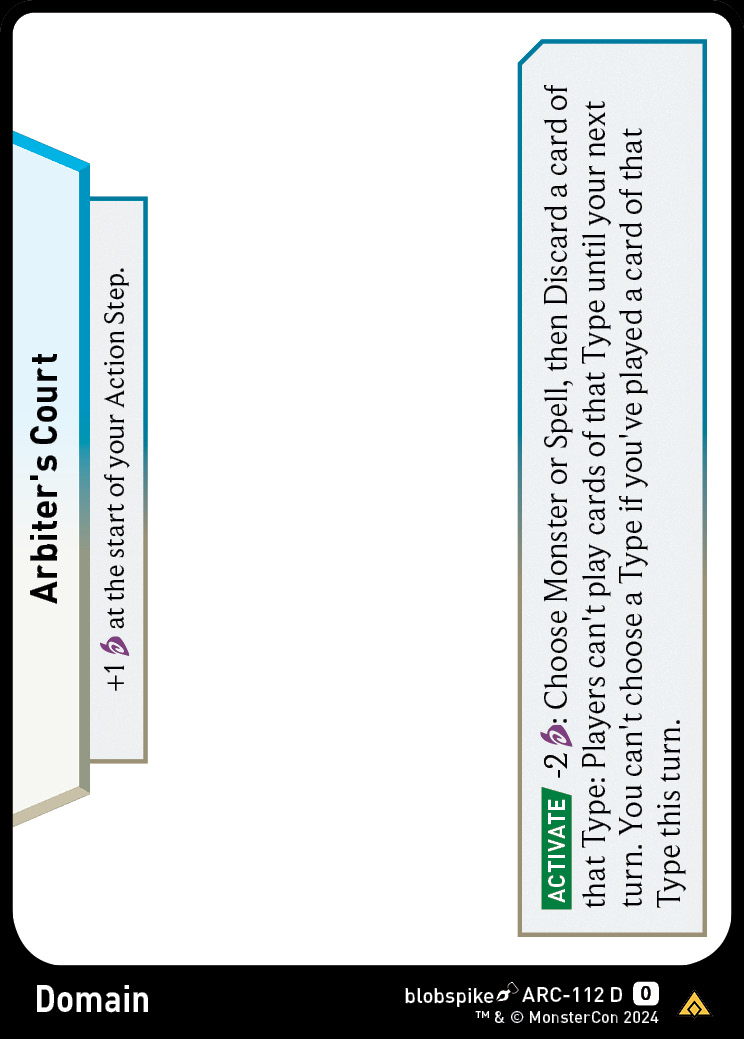 Arbiter's Court
+1 at the start of your Action Step.
ACTIVATE -2 : Choose Monster or Spell, then Discard a card of
that Type: Players can't play cards of that Type until your next
turn. You can't choose a Type if you've played a card of that
Type this turn.
Domain
blobspike ARC-112 D 0
™ & © MonsterCon 2024